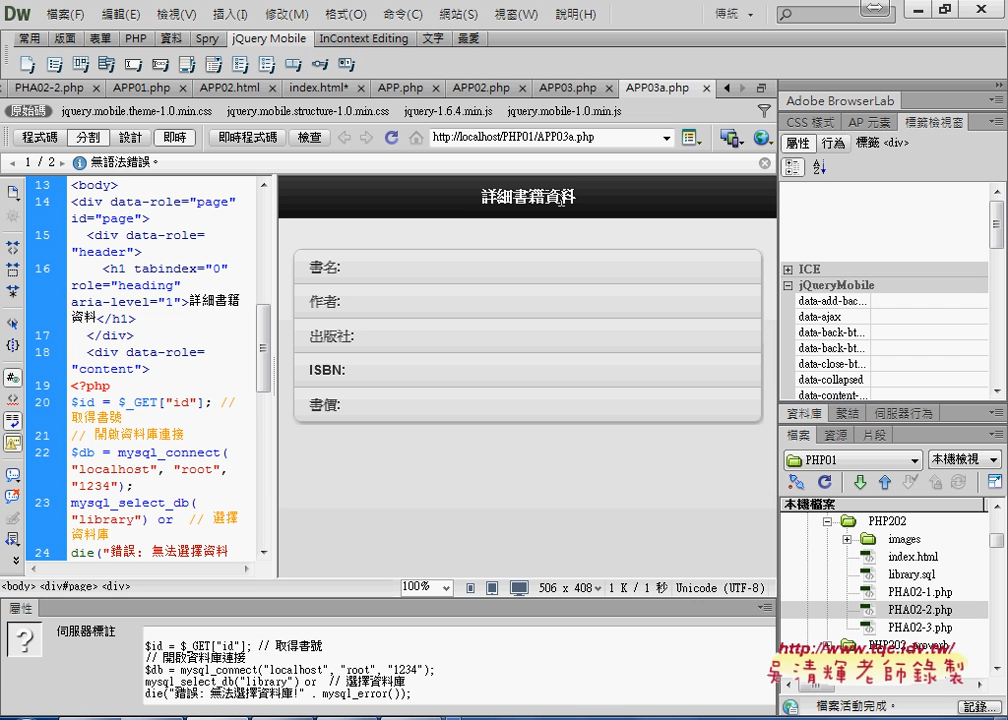 Dw 檔案(F) 編輯(E) 檢視(V) 插入(I) 修改(M) 格式(O) 命令(C) 網站(S) 視窗(W) 說明(H) 傳統
常用 版面 表單 PHP 資料 Spry jQuery Mobile InContext Editing 文字 最愛
PHA02-2.php APP01.php APP02.html index.html* APP.php APP02.php APP03.php APP03a.php
原始碼 jquery.mobile.theme-1.0.min.css jquery.mobile.structure-1.0.min.css jquery-1.6.4.min.js jquery.mobile-1.0.min.js
程式碼 分割 設計 即時 即時程式碼 檢查 http://localhost/PHP01/APP03a.php
1 / 2 無語法錯誤。
13 <body>
14 <div data-role="page"
id="page">
15 <div data-role=
"header">
16 <h1 tabindex="0"
role="heading"
aria-level="1">詳細書籍
資料</h1>
17 </div>
18 <div data-role=
"content">
19 <?php
20 $id = $_GET["id"]; //
取得書號
21 // 開啟資料庫連接
22 $db = mysql_connect(
"localhost", "root",
"1234");
23 mysql_select_db(
"library") or // 選擇
資料庫
24 die("錯誤: 無法選擇資料
詳細書籍資料
書名:
作者:
出版社:
ISBN:
書價:
<body> <div#page> <div>
100% 506 x 408 1 K / 1 秒 Unicode (UTF-8)
屬性
伺服器標註
$id = $_GET["id"]; // 取得書號
// 開啟資料庫連接
$db = mysql_connect("localhost", "root", "1234");
mysql_select_db("library") or // 選擇資料庫
die("錯誤: 無法選擇資料庫!" . mysql_error());
Adobe BrowserLab
CSS 樣式 AP 元素 標籤檢視窗
屬性 行為 標籤 <div>
ICE
jQueryMobile
data-add-bac...
data-ajax
data-back-bt...
data-back-bt...
data-close-bt...
data-collapsed
data-content-...
資料庫 繫結 伺服器行為
檔案 資源 片段
PHP01 本機檢視
本機檔案
PHP202
images
index.html
library.sql
PHA02-1.php
PHA02-2.php
PHA02-3.php
http://www.tqc.idv.tw/
吳清輝老師錄製
檔案活動完成。 記錄...